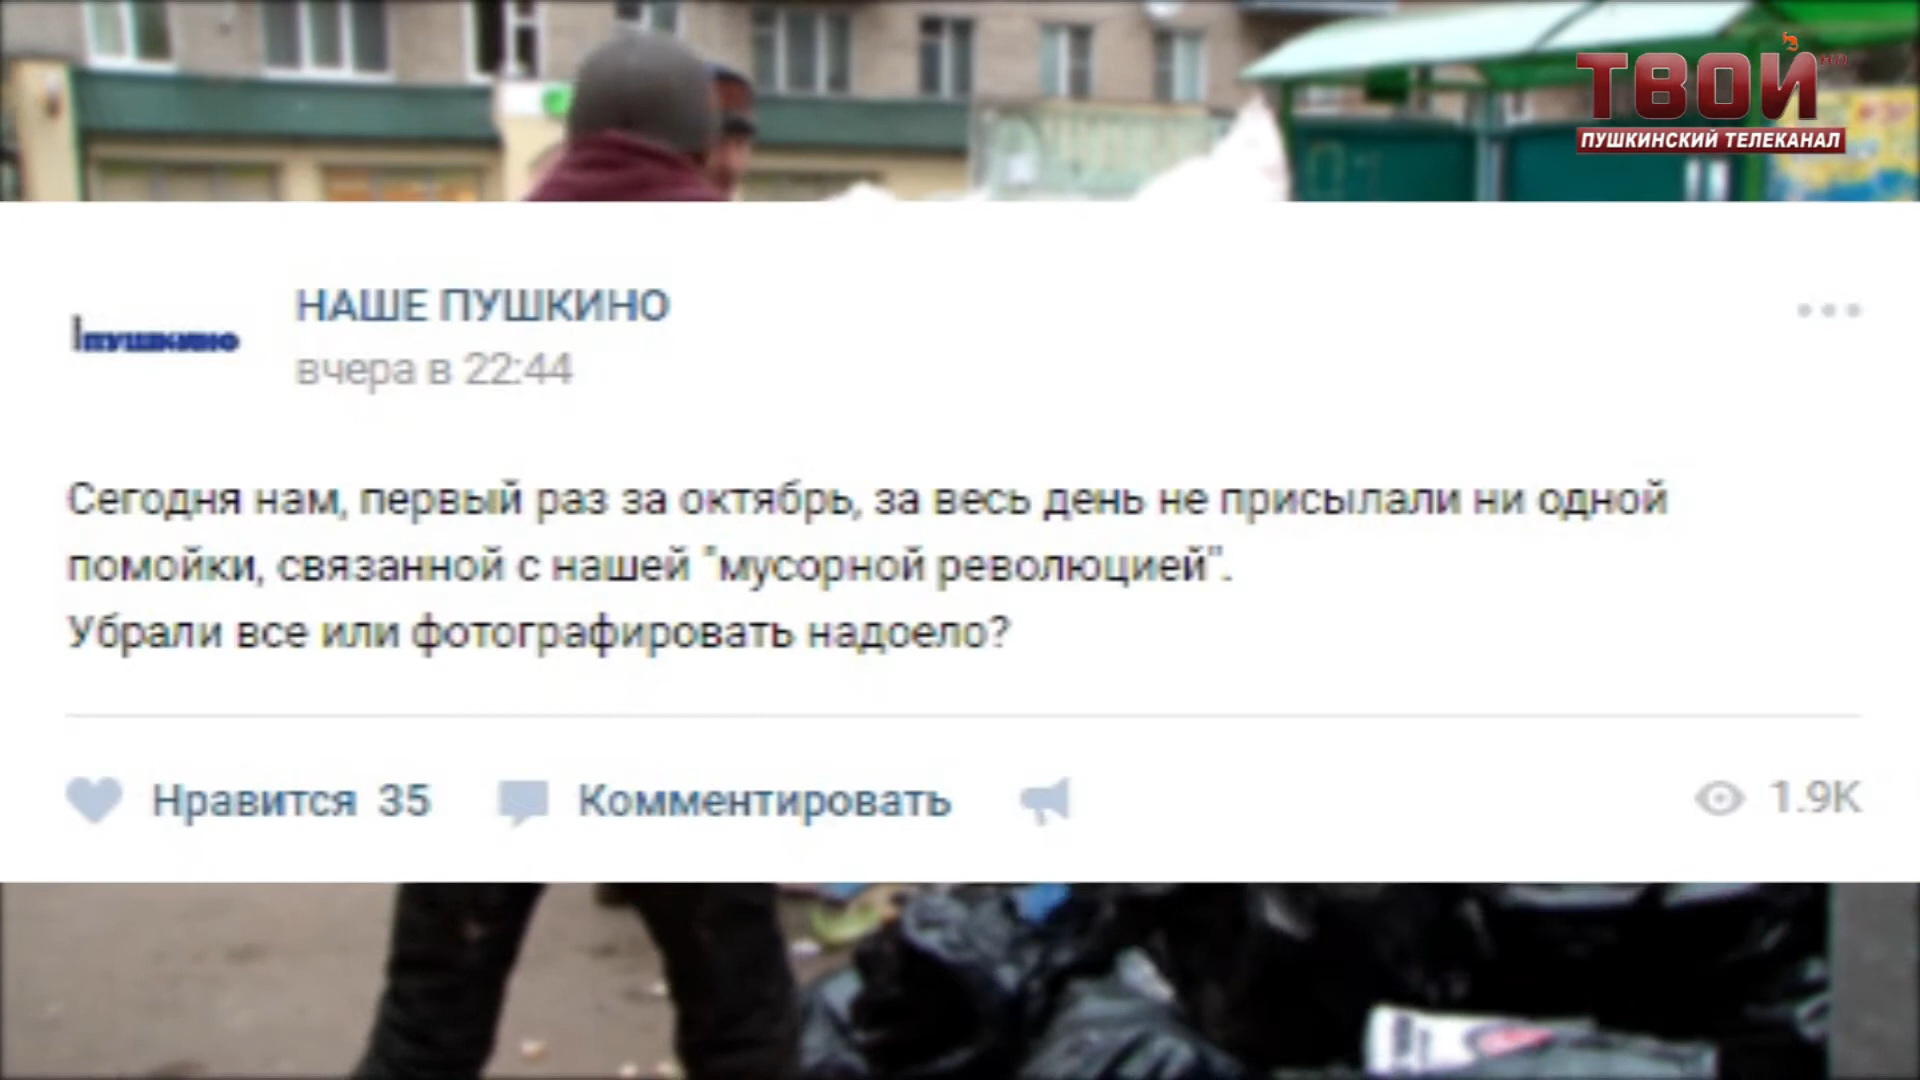 ТВОЙ
ПУШКИНСКИЙ ТЕЛЕКАНАЛ
НАШЕ ПУШКИНО
пушкино
вчера в 22:44
Сегодня нам, первый раз за октябрь, за весь день не присылали ни одной
помойки, связанной с нашей "мусорной революцией".
Убрали все или фотографировать надоело?
Нравится 35 Комментировать 1.9K